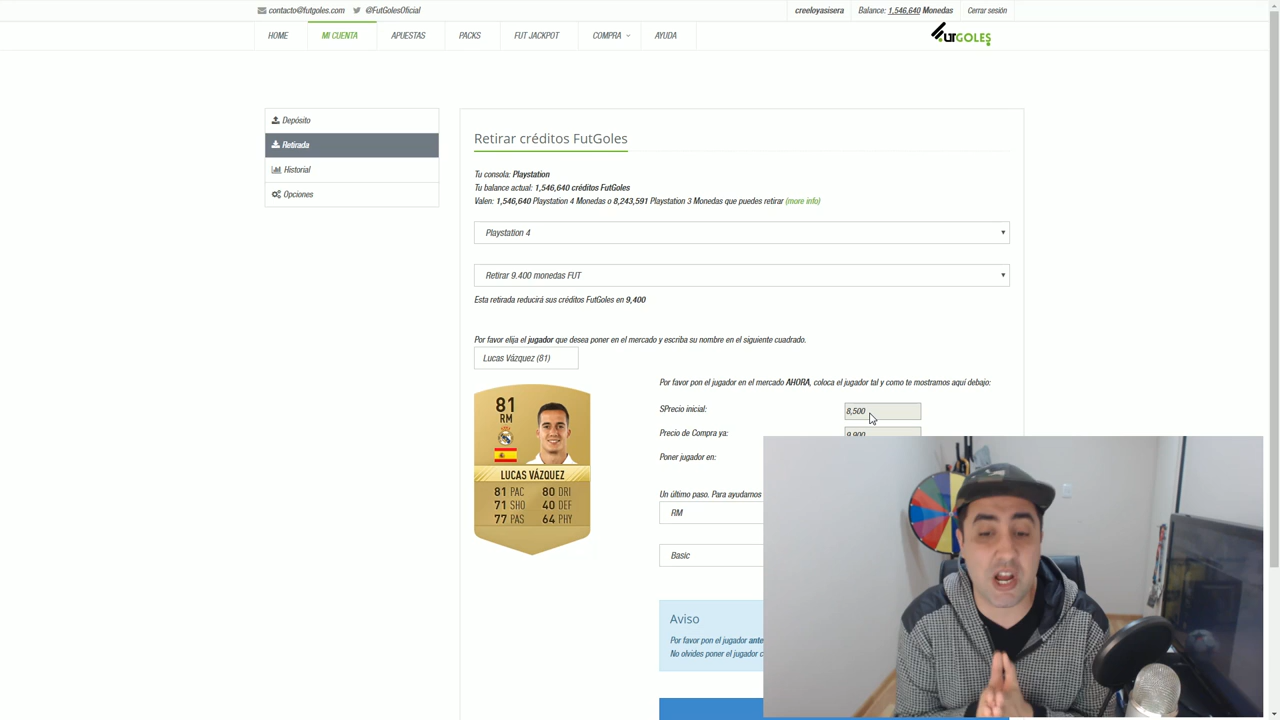 contacto@futgoles.com @FutGolesOficial
creeloyasisera Balance: 1,546,640 Monedas Cerrar sesión
HOME MI CUENTA APUESTAS PACKS FUT JACKPOT COMPRA AYUDA
FUTGOLES
Depósito
Retirada
Historial
Opciones
Retirar créditos FutGoles
Tu consola: Playstation
Tu balance actual: 1,546,640 créditos FutGoles
Valen: 1,546,640 Playstation 4 Monedas o 8,243,591 Playstation 3 Monedas que puedes retirar (more info)
Playstation 4
Retirar 9.400 monedas FUT
Esta retirada reducirá sus créditos FutGoles en 9,400
Por favor elija el jugador que desea poner en el mercado y escriba su nombre en el siguiente cuadrado.
Lucas Vázquez (81)
Por favor pon el jugador en el mercado AHORA, coloca el jugador tal y como te mostramos aquí debajo:
SPrecio inicial: 8,500
Precio de Compra ya: 9,900
Poner jugador en:
81
RM
LUCAS VÁZQUEZ
81 PAC 80 DRI
71 SHO 40 DEF
77 PAS 64 PHY
Un último paso. Para ayudarnos
RM
Basic
Aviso
Por favor pon el jugador ante
No olvides poner el jugador c